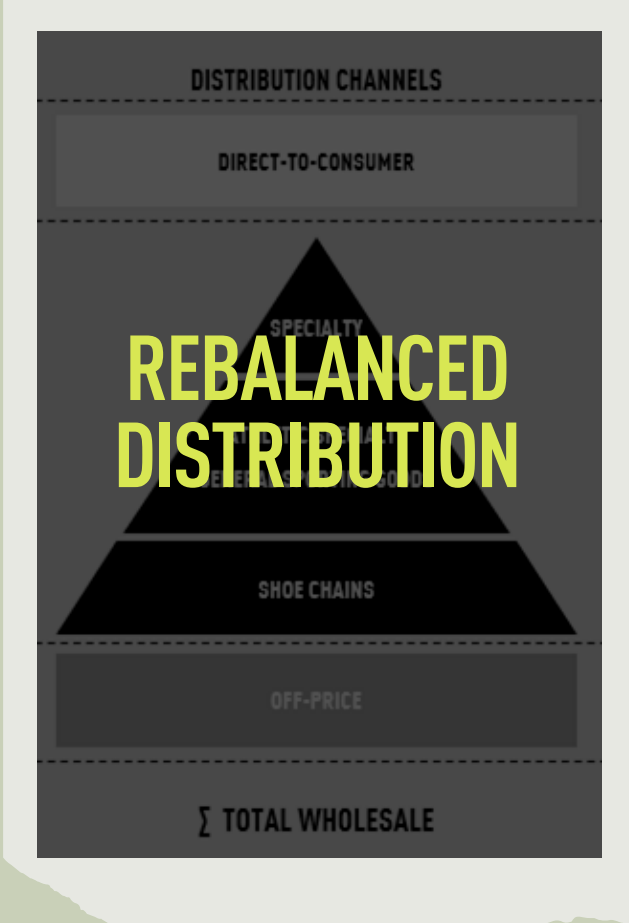 DISTRIBUTION CHANNELS
DIRECT-TO-CONSUMER
SPECIALTY
REBALANCED
DISTRIBUTION
SHOE CHAINS
OFF-PRICE
∑ TOTAL WHOLESALE